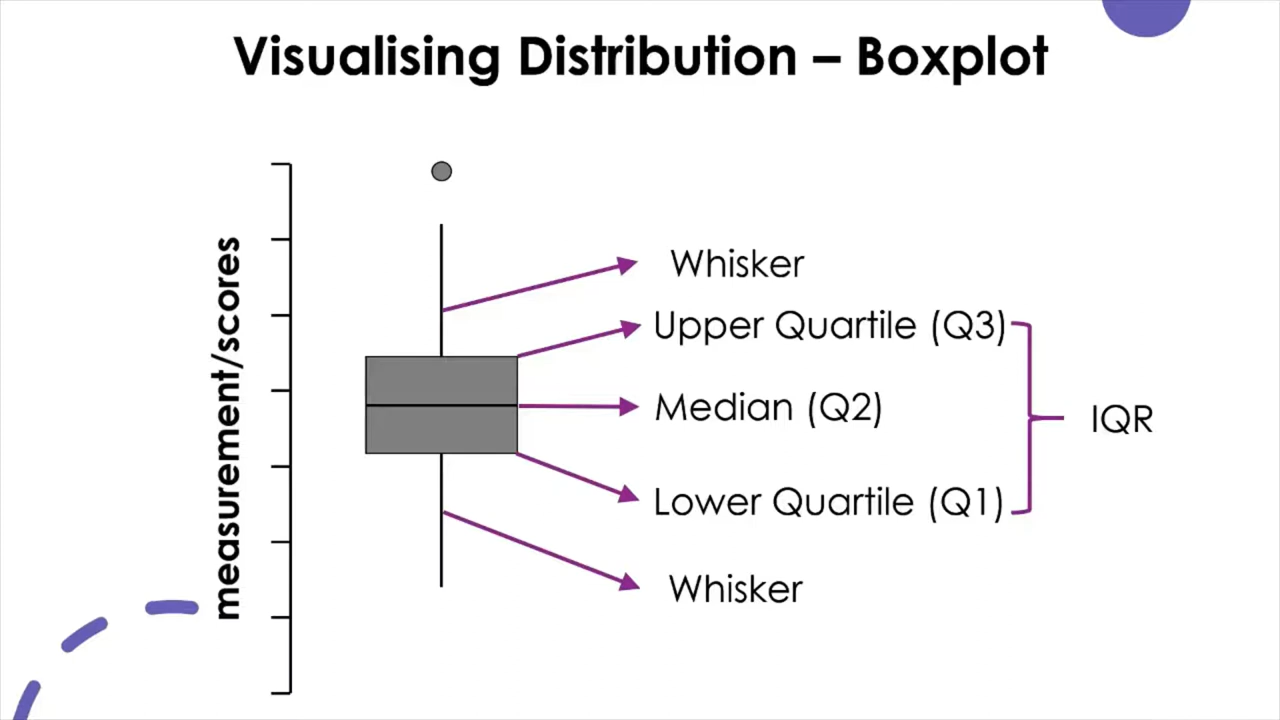 Visualising Distribution – Boxplot
measurement/scores
Whisker
Upper Quartile (Q3)
Median (Q2)
IQR
Lower Quartile (Q1)
Whisker